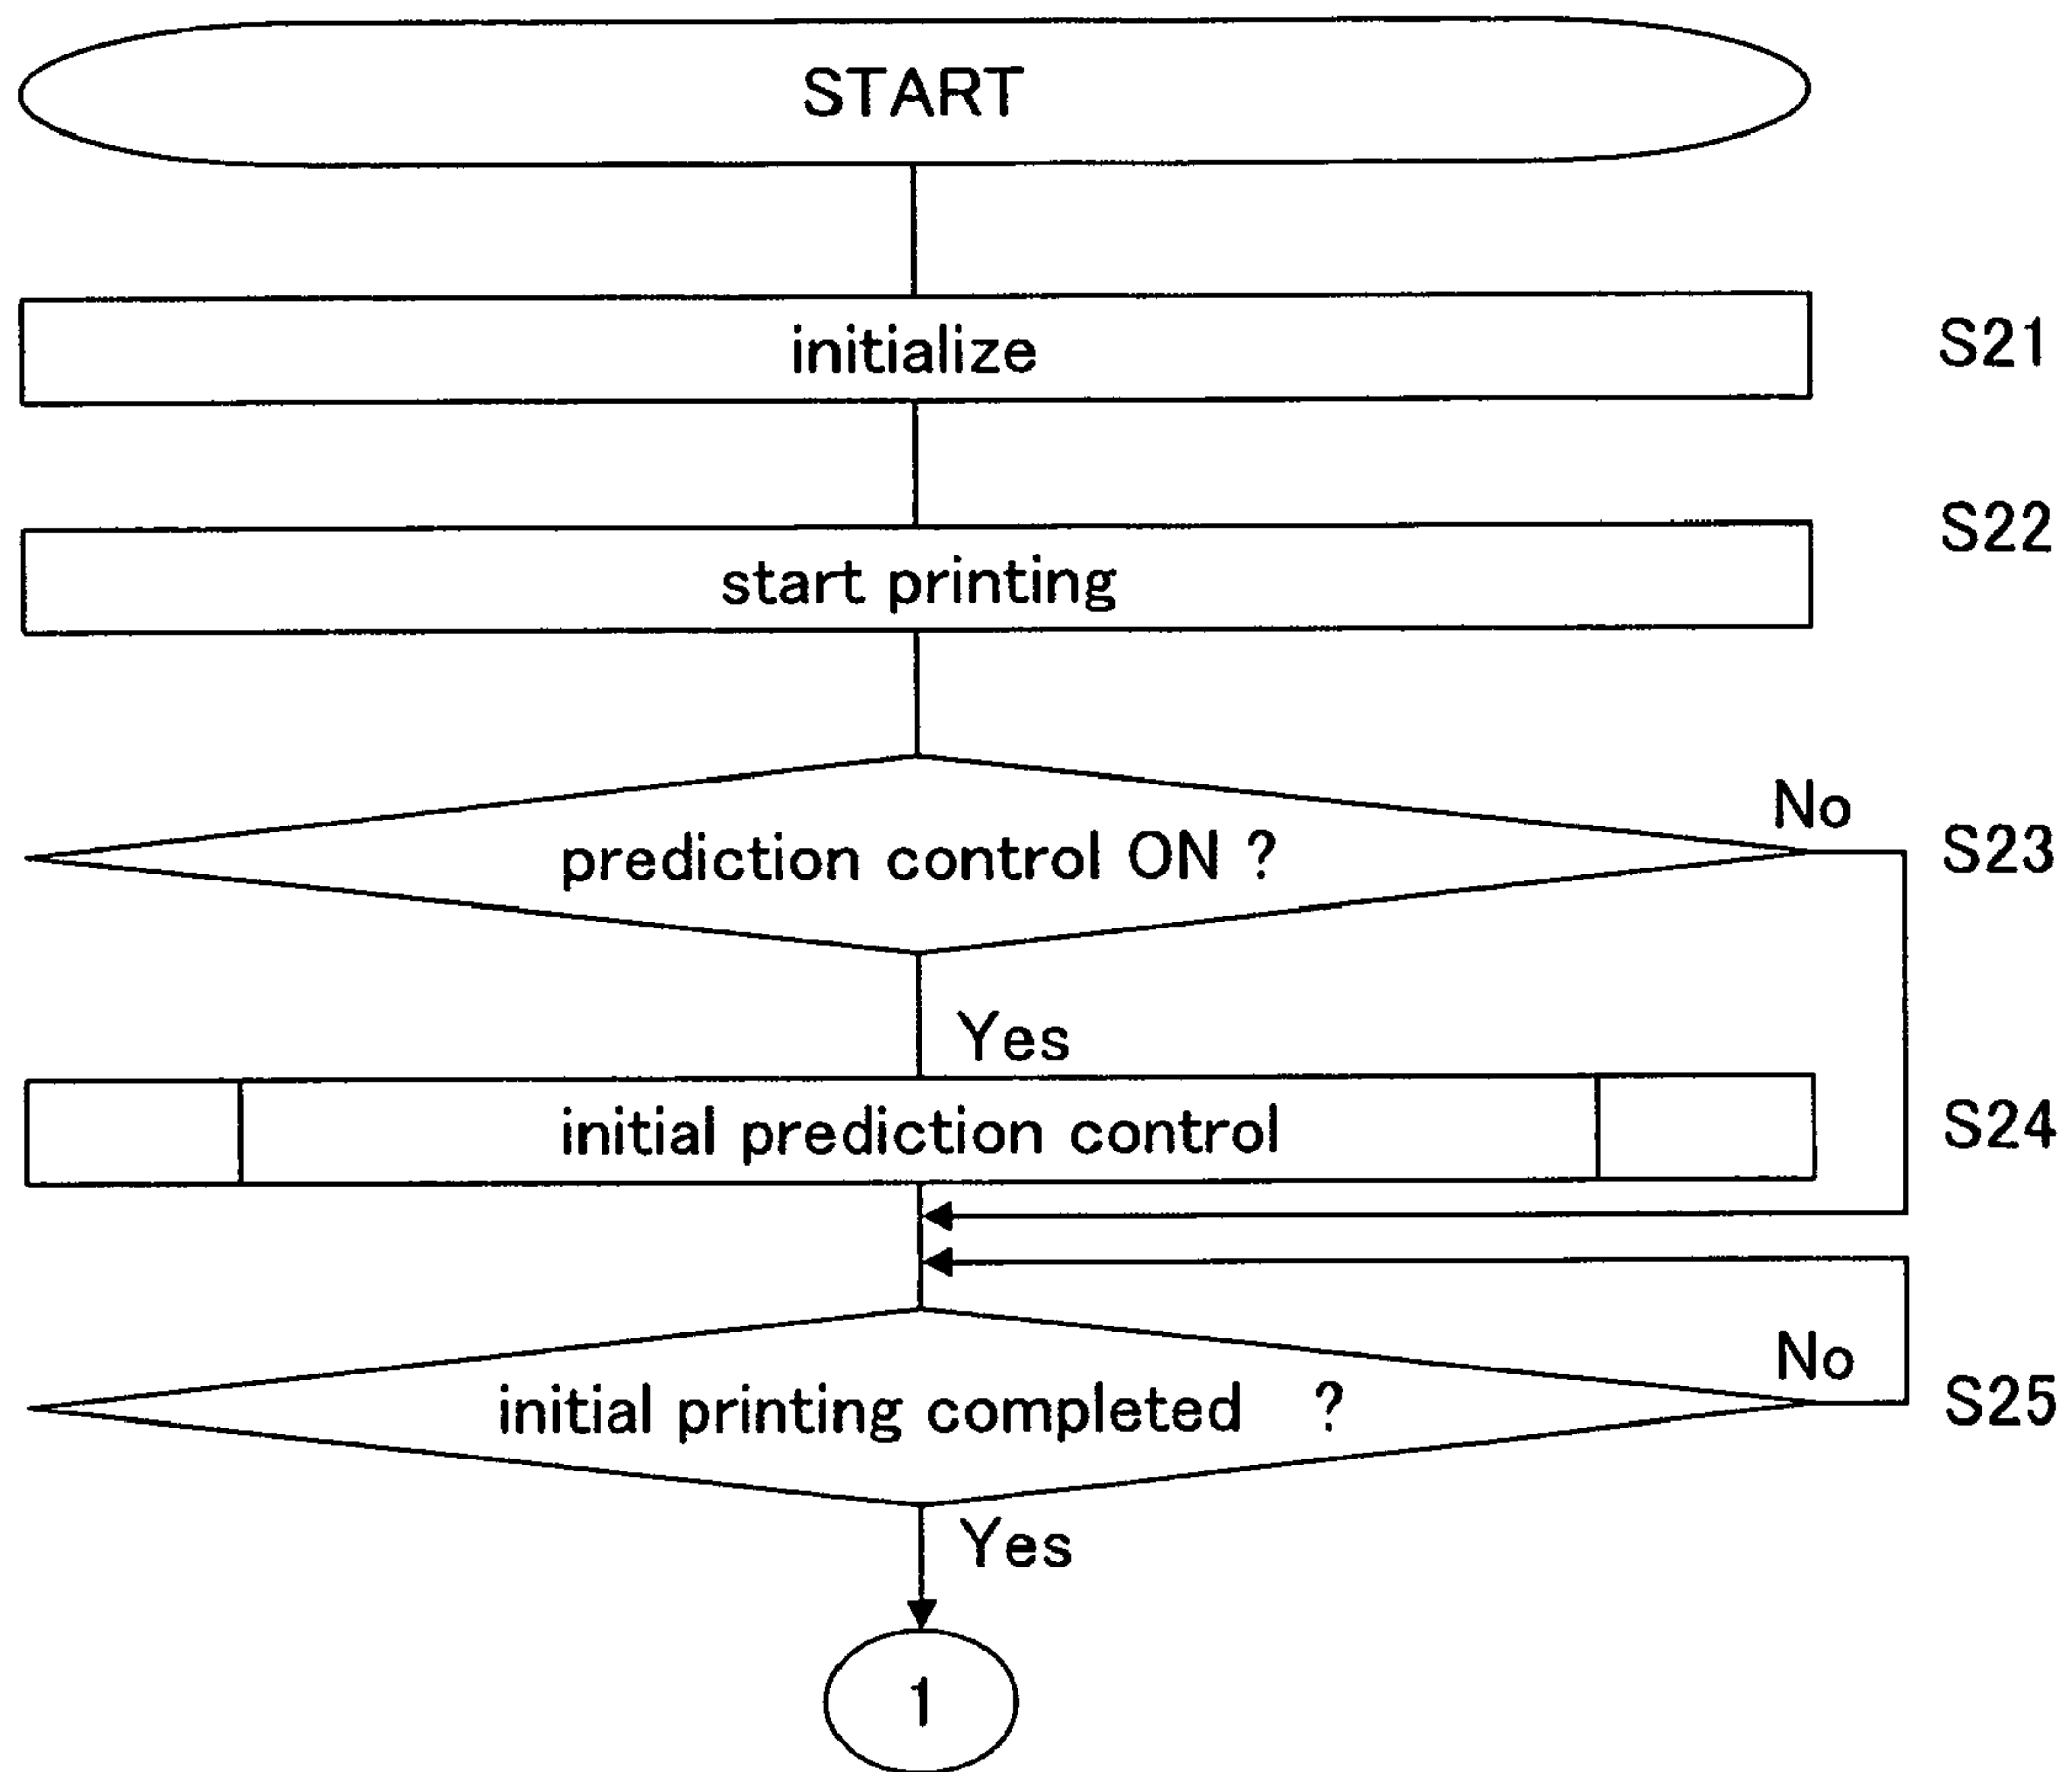 START
initialize
S21
S22
start printing
No
prediction control ON ?
S23
Yes
initial prediction control
S24
No
initial printing completed ?
S25
Yes
1